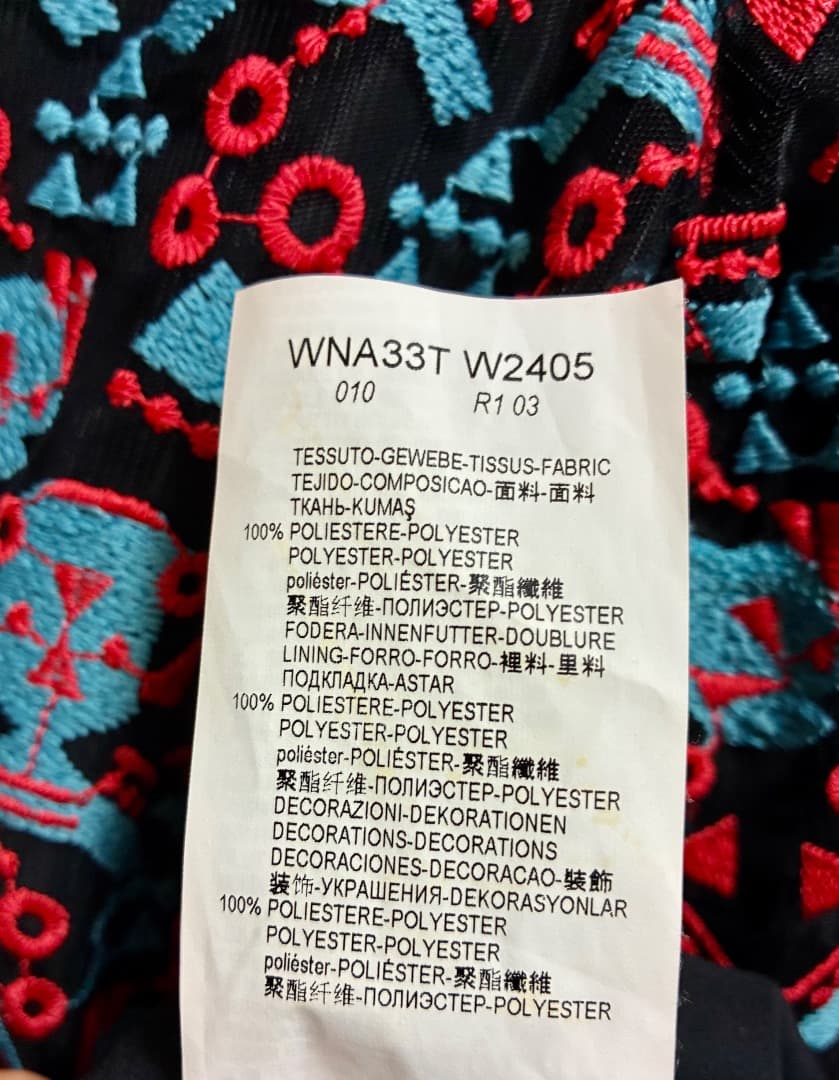 WNA33T W2405
010 R1 03
TESSUTO-GEWEBE-TISSUS-FABRIC
TEJIDO-COMPOSICAO-面料-面料
ТКАНЬ-KUMAŞ
100% POLIESTERE-POLYESTER
POLYESTER-POLYESTER
poliéster-POLIÉSTER-聚酯纖維
聚酯纤维-ПОЛИЭСТЕР-POLYESTER
FODERA-INNENFUTTER-DOUBLURE
LINING-FORRO-FORRO-裡料-里料
ПОДКЛАДКА-ASTAR
100% POLIESTERE-POLYESTER
POLYESTER-POLYESTER
poliéster-POLIÉSTER-聚酯纖維
聚酯纤维-ПОЛИЭСТЕР-POLYESTER
DECORAZIONI-DEKORATIONEN
DECORATIONS-DECORATIONS
DECORACIONES-DECORACAO-裝飾
装饰-УКРАШЕНИЯ-DEKORASYONLAR
100% POLIESTERE-POLYESTER
POLYESTER-POLYESTER
poliéster-POLIÉSTER-聚酯纖維
聚酯纤维-ПОЛИЭСТЕР-POLYESTER